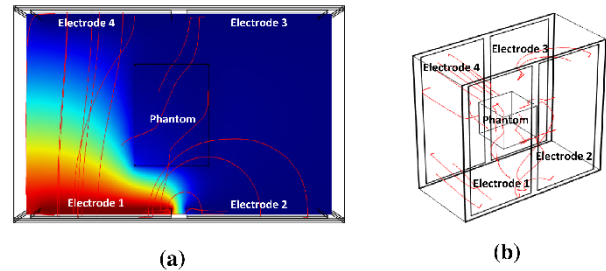 Electrode 4 Electrode 3
Phantom
Electrode 1 Electrode 2
(a)
Electrode 3
Electrode 4
Phantom
Electrode 2
Electrode 1
(b)